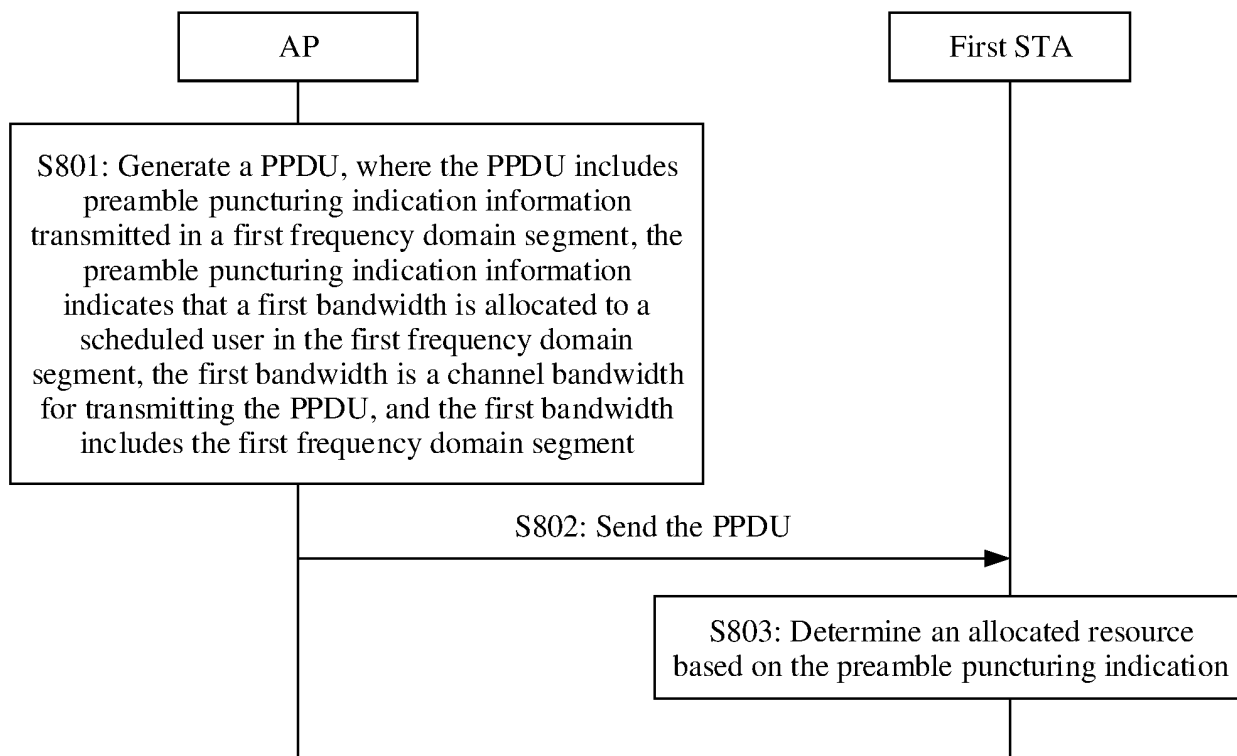 AP
First STA
S801: Generate a PPDU, where the PPDU includes
preamble puncturing indication information
transmitted in a first frequency domain segment, the
preamble puncturing indication information
indicates that a first bandwidth is allocated to a
scheduled user in the first frequency domain
segment, the first bandwidth is a channel bandwidth
for transmitting the PPDU, and the first bandwidth
includes the first frequency domain segment
S802: Send the PPDU
S803: Determine an allocated resource
based on the preamble puncturing indication